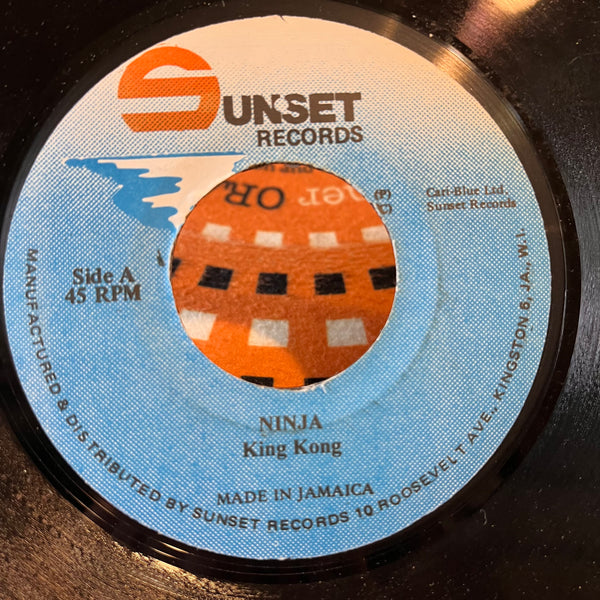 SUNSET
RECORDS
℗©
Cari-Blue Ltd.
Sunset Records
Side A
45 RPM
NINJA
King Kong
MADE IN JAMAICA
MANUFACTURED & DISTRIBUTED BY SUNSET RECORDS 10 ROOSEVELT AVE., KINGSTON 6, JA., W.I.